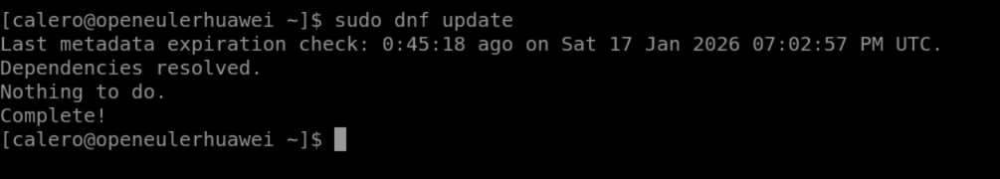 [calero@openeulerhuawei ~]$ sudo dnf update
Last metadata expiration check: 0:45:18 ago on Sat 17 Jan 2026 07:02:57 PM UTC.
Dependencies resolved.
Nothing to do.
Complete!
[calero@openeulerhuawei ~]$